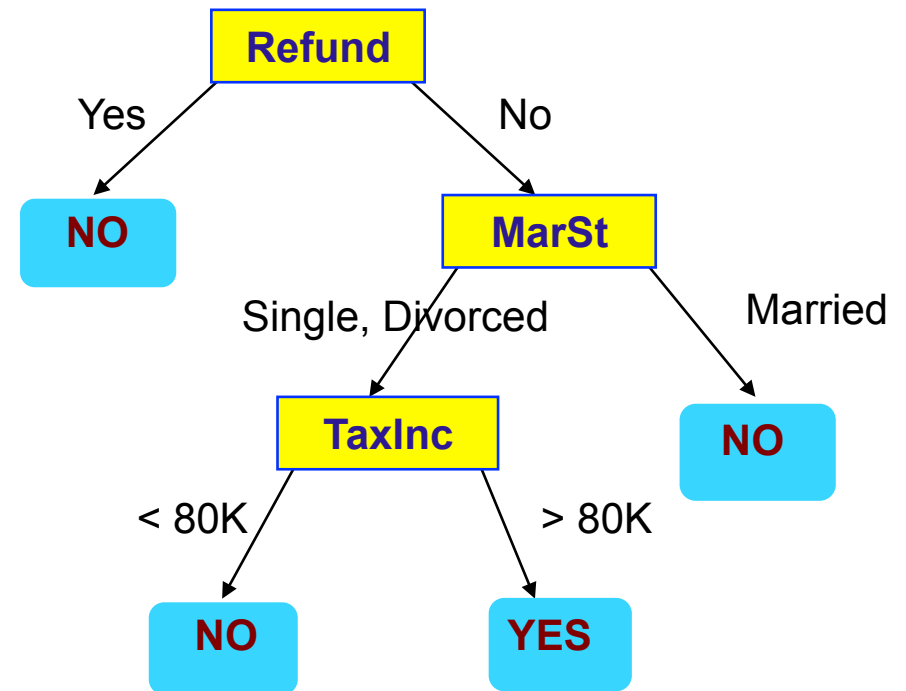 Refund
Yes
No
NO
MarSt
Single, Divorced
Married
TaxInc
NO
< 80K
> 80K
NO
YES